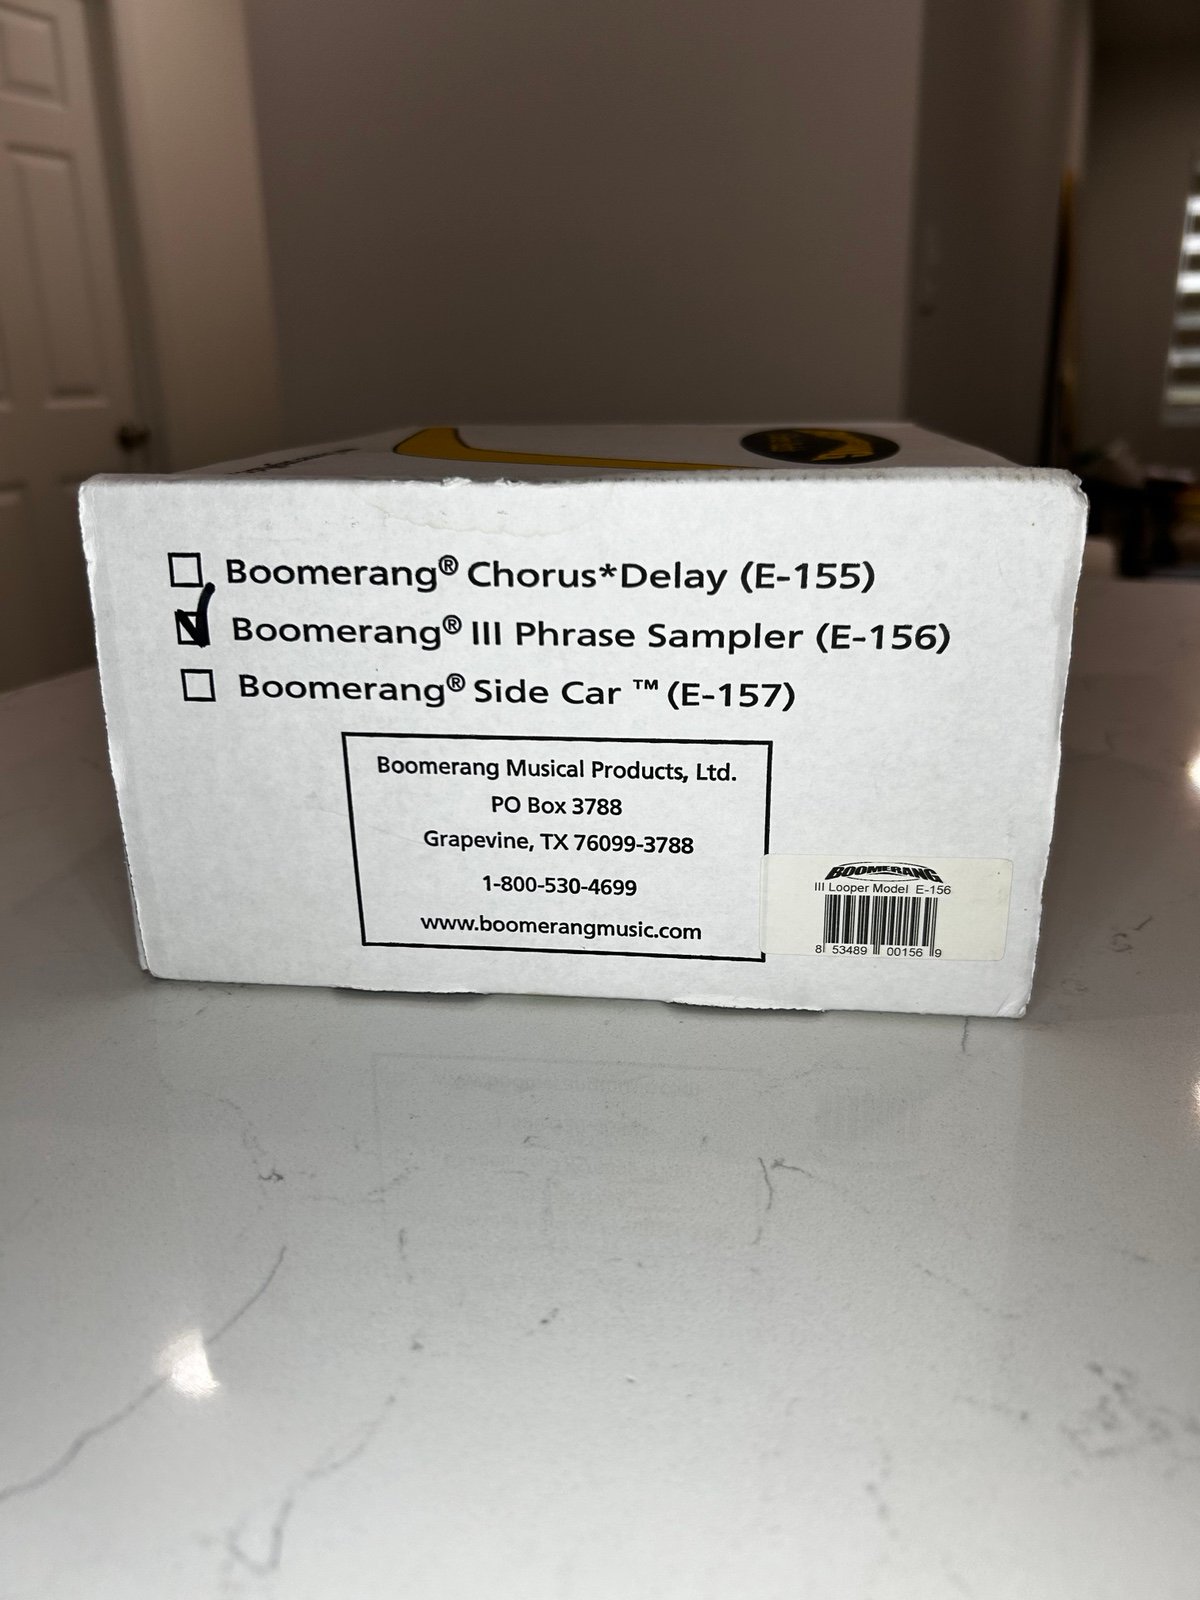 Boomerang® Chorus*Delay (E-155)
Boomerang® III Phrase Sampler (E-156)
Boomerang® Side Car ™ (E-157)
Boomerang Musical Products, Ltd.
PO Box 3788
Grapevine, TX 76099-3788
1-800-530-4699
www.boomerangmusic.com
BOOMERANG
III Looper Model E-156
8 53489 00156 9